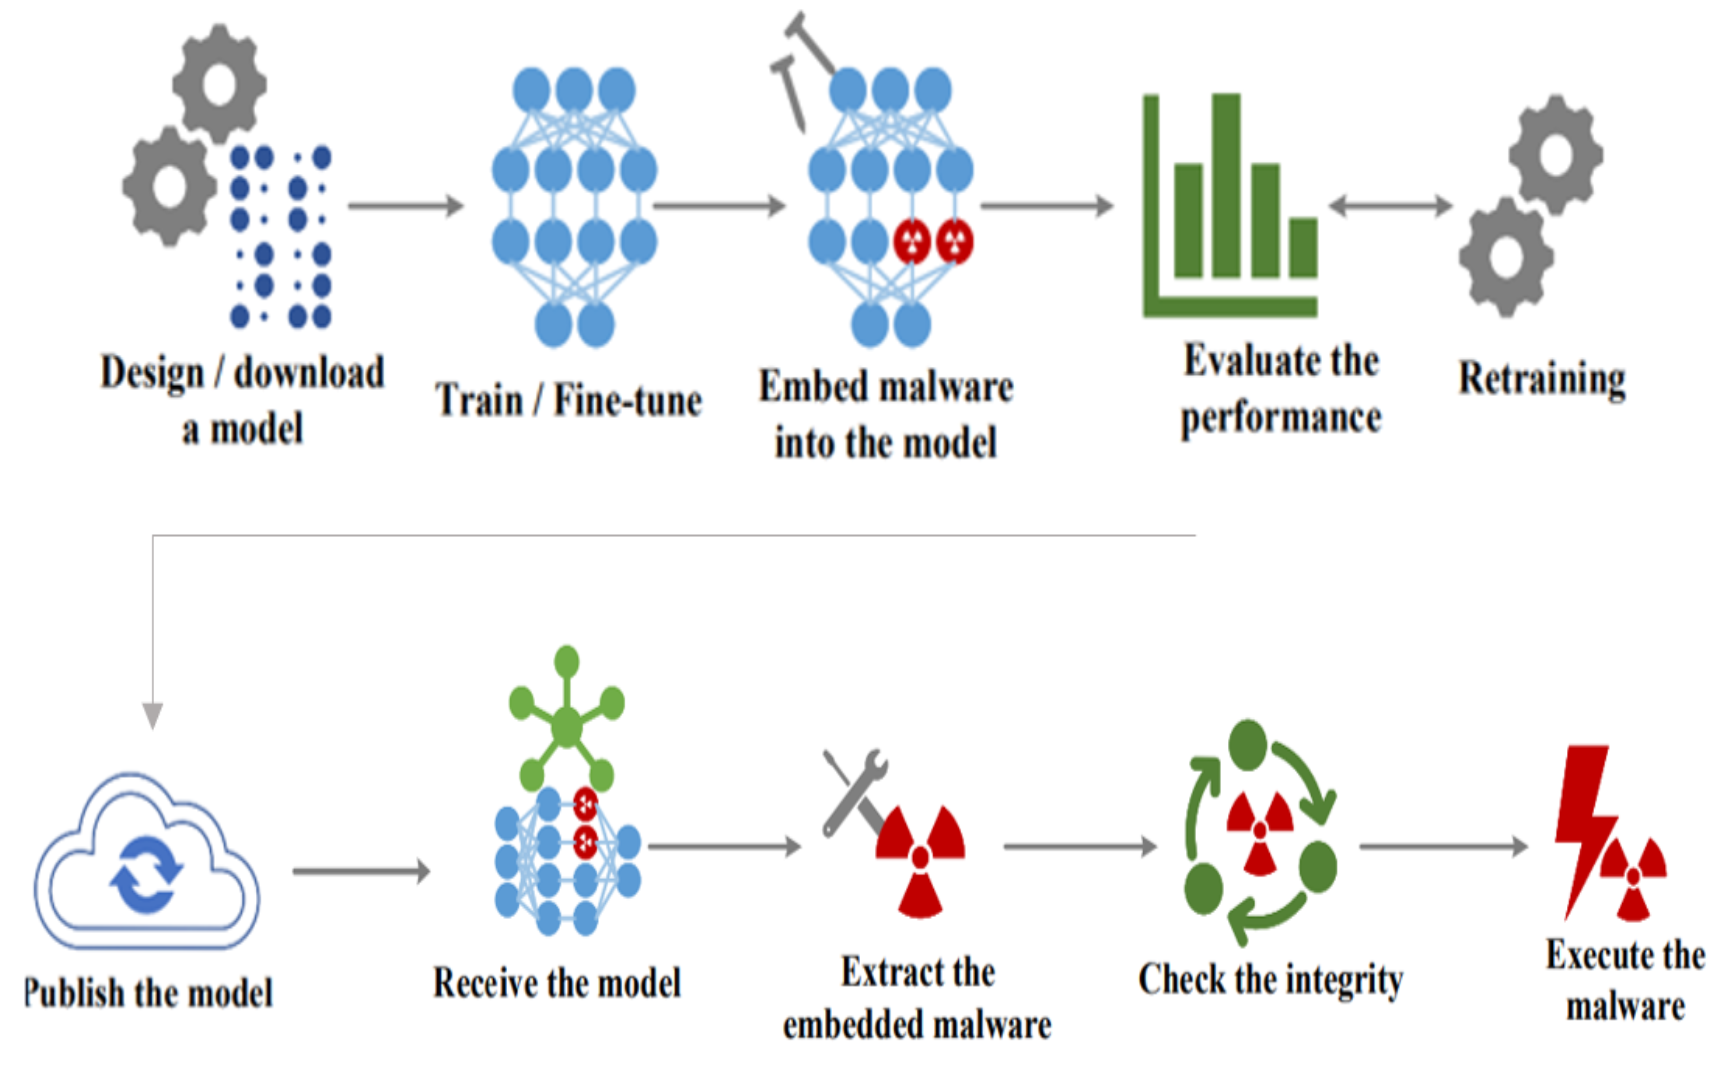 Design / download
a model
Train / Fine-tune
Embed malware
into the model
Evaluate the
performance
Retraining
Publish the model
Receive the model
Extract the
embedded malware
Check the integrity
Execute the
malware